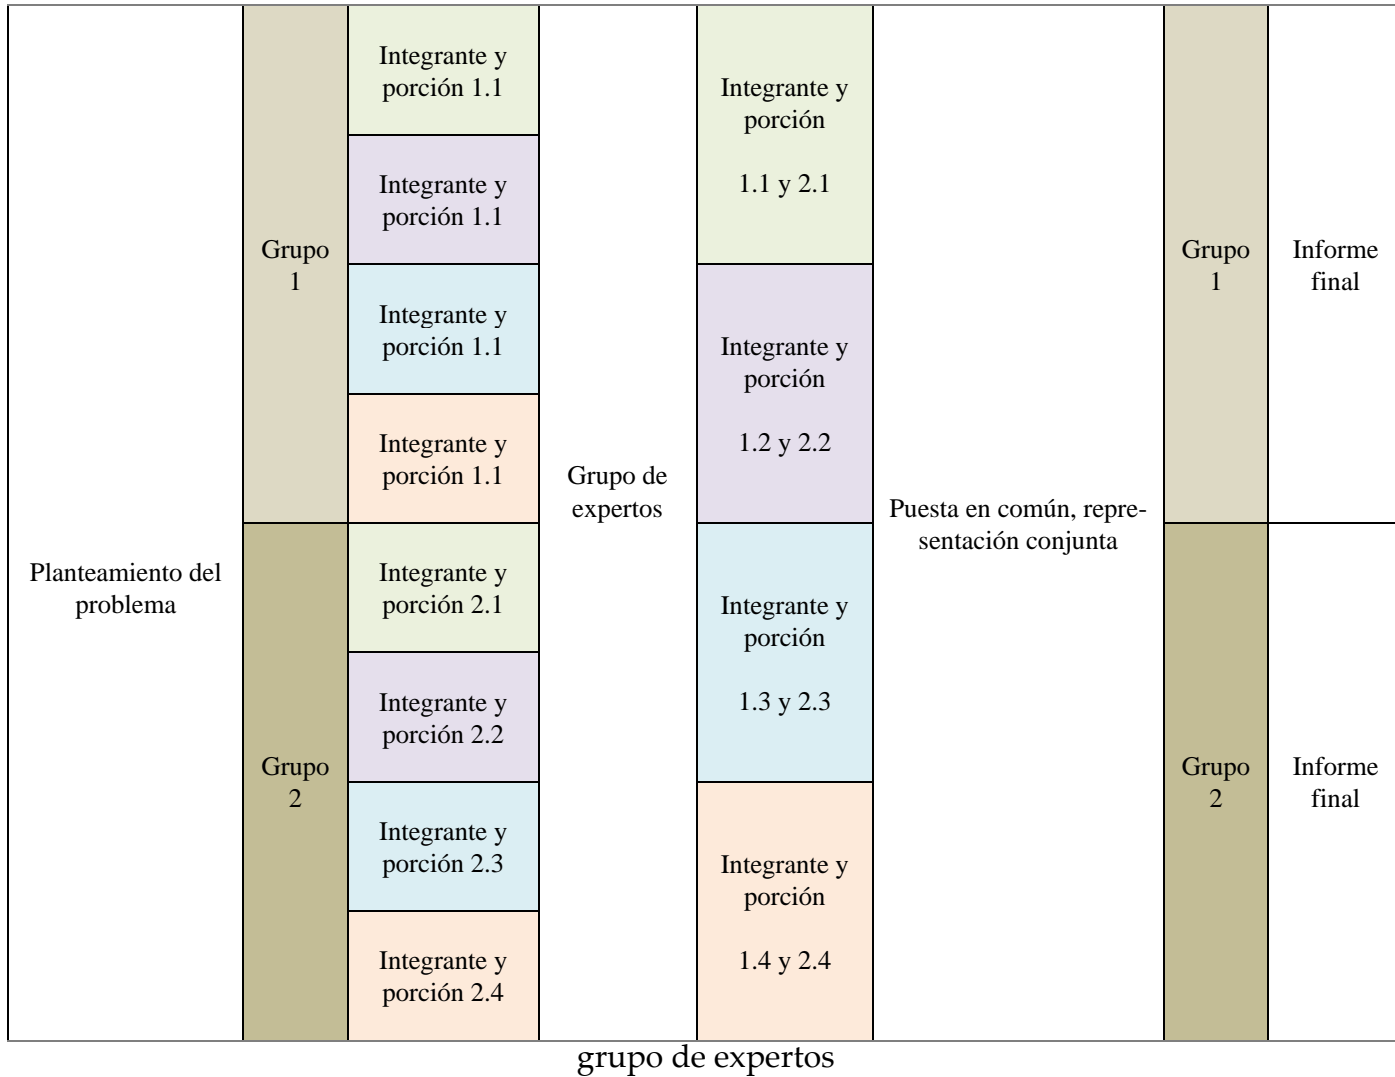 Planteamiento del
problema
Grupo
1
Integrante y
porción 1.1
Integrante y
porción 1.1
Integrante y
porción 1.1
Integrante y
porción 1.1
Grupo
2
Integrante y
porción 2.1
Integrante y
porción 2.2
Integrante y
porción 2.3
Integrante y
porción 2.4
Grupo de
expertos
Integrante y
porción
1.1 y 2.1
Integrante y
porción
1.2 y 2.2
Integrante y
porción
1.3 y 2.3
Integrante y
porción
1.4 y 2.4
Puesta en común, repre-
sentación conjunta
Grupo
1
Informe
final
Grupo
2
Informe
final
grupo de expertos